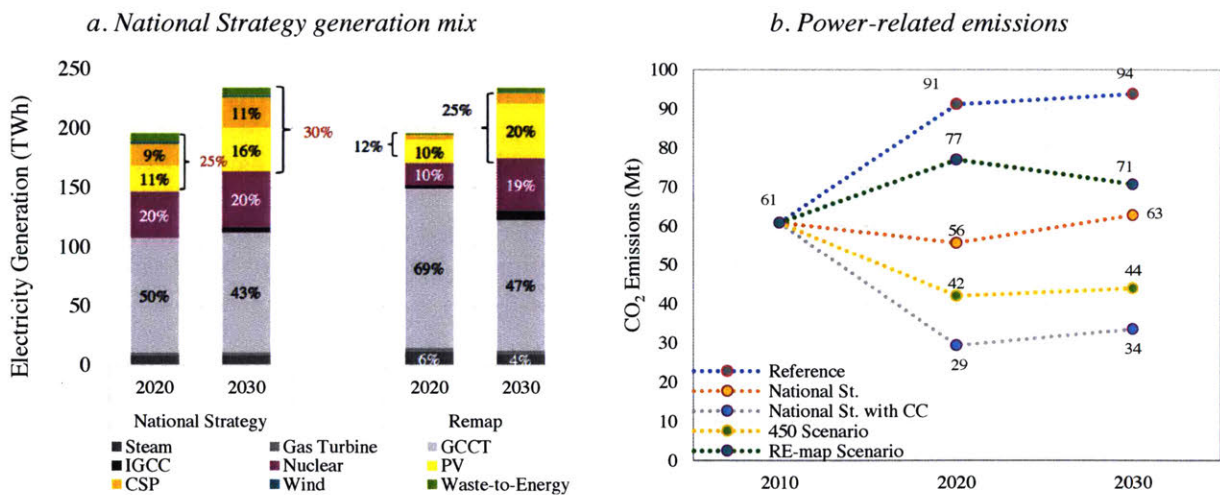 a. National Strategy generation mix
Electricity Generation (TWh)
250
200
150
100
50
0
9%
11%
20%
50%
25%
11%
16%
20%
43%
30%
12%
10%
10%
69%
6%
25%
20%
19%
47%
4%
2020
2030
2020
2030
National Strategy
Remap
Steam
Gas Turbine
GCCT
IGCC
Nuclear
PV
CSP
Wind
Waste-to-Energy
b. Power-related emissions
CO2 Emissions (Mt)
100
90
80
70
60
50
40
30
20
10
0
91
94
77
71
61
56
63
42
44
29
34
Reference
National St.
National St. with CC
450 Scenario
RE-map Scenario
2010
2020
2030